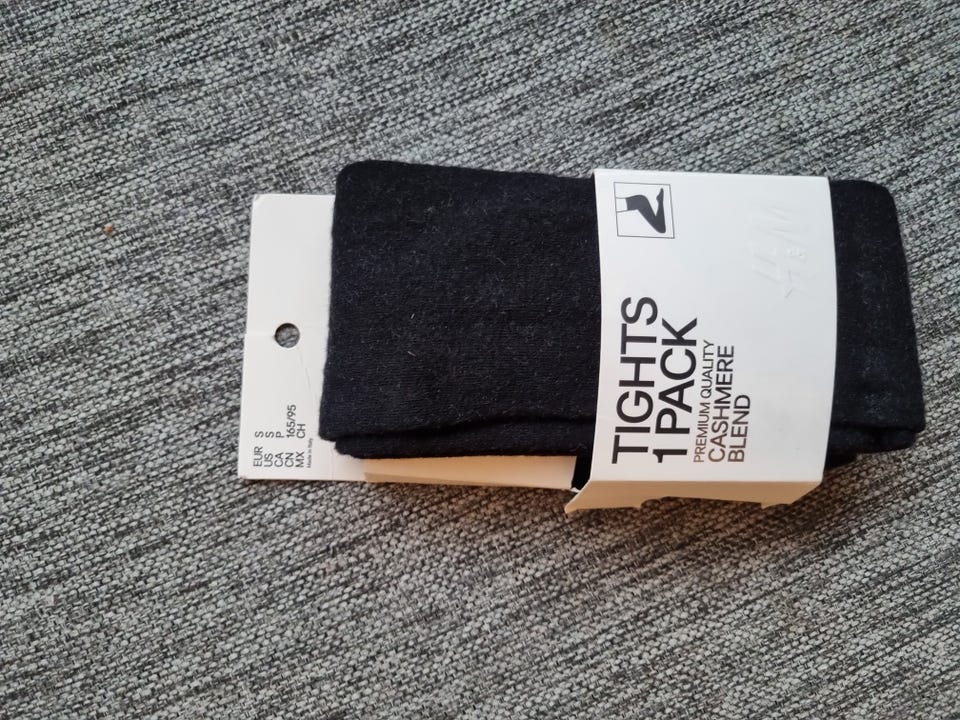 H&M
TIGHTS
1 PACK
PREMIUM QUALITY
CASHMERE
BLEND
EUR S
US S
CA P
CN 165/95
MX CH
Made in Italy